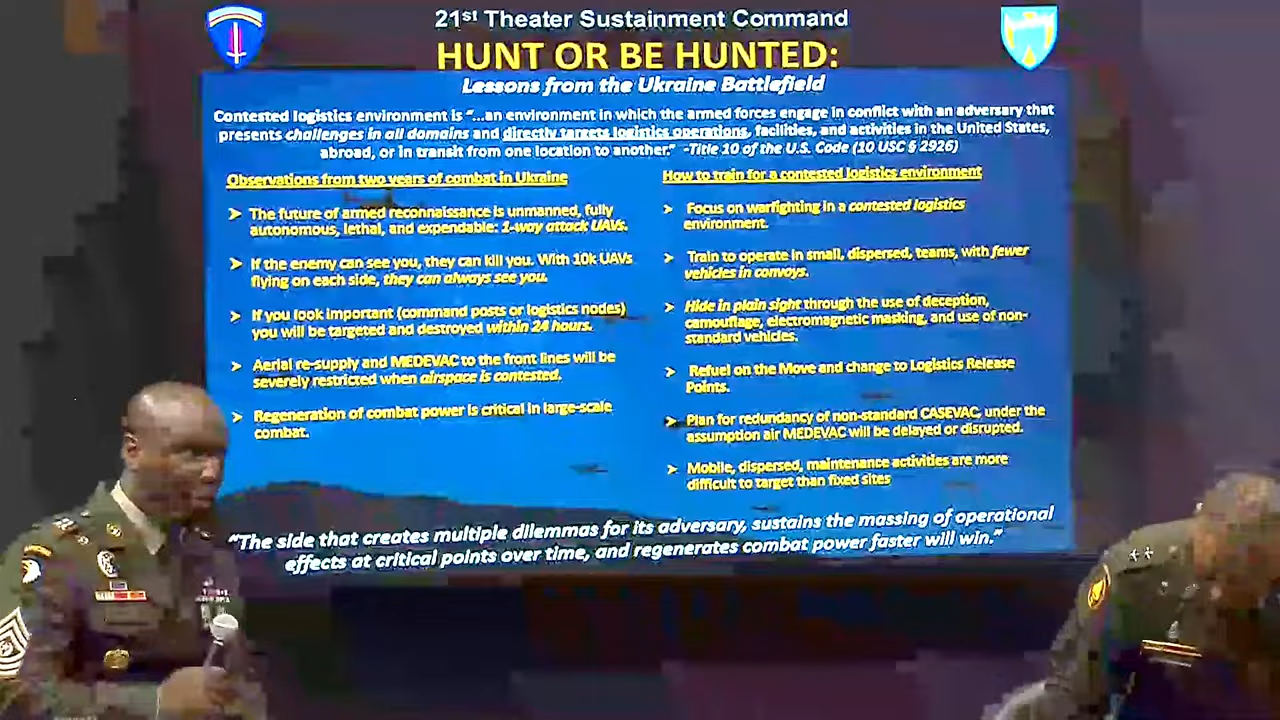 21st Theater Sustainment Command
HUNT OR BE HUNTED:
Lessons from the Ukraine Battlefield
Contested logistics environment is "...an environment in which the armed forces engage in conflict with an adversary that
presents challenges in all domains and directly targets logistics operations, facilities, and activities in the United States,
abroad, or in transit from one location to another." -Title 10 of the U.S. Code (10 USC § 2926)
Observations from two years of combat in Ukraine
➤ The future of armed reconnaissance is unmanned, fully
autonomous, lethal, and expendable: 1-way attack UAVs.
➤ If the enemy can see you, they can kill you. With 10k UAVs
flying on each side, they can always see you.
➤ If you look important (command posts or logistics nodes)
you will be targeted and destroyed within 24 hours.
➤ Aerial re-supply and MEDEVAC to the front lines will be
severely restricted when airspace is contested.
➤ Regeneration of combat power is critical in large-scale
combat.
How to train for a contested logistics environment
➤ Focus on warfighting in a contested logistics
environment.
➤ Train to operate in small, dispersed, teams, with fewer
vehicles in convoys.
➤ Hide in plain sight through the use of deception,
camouflage, electromagnetic masking, and use of non-
standard vehicles.
➤ Refuel on the Move and change to Logistics Release
Points.
➤ Plan for redundancy of non-standard CASEVAC, under the
assumption air MEDEVAC will be delayed or disrupted.
➤ Mobile, dispersed, maintenance activities are more
difficult to target than fixed sites
"The side that creates multiple dilemmas for its adversary, sustains the massing of operational
effects at critical points over time, and regenerates combat power faster will win."